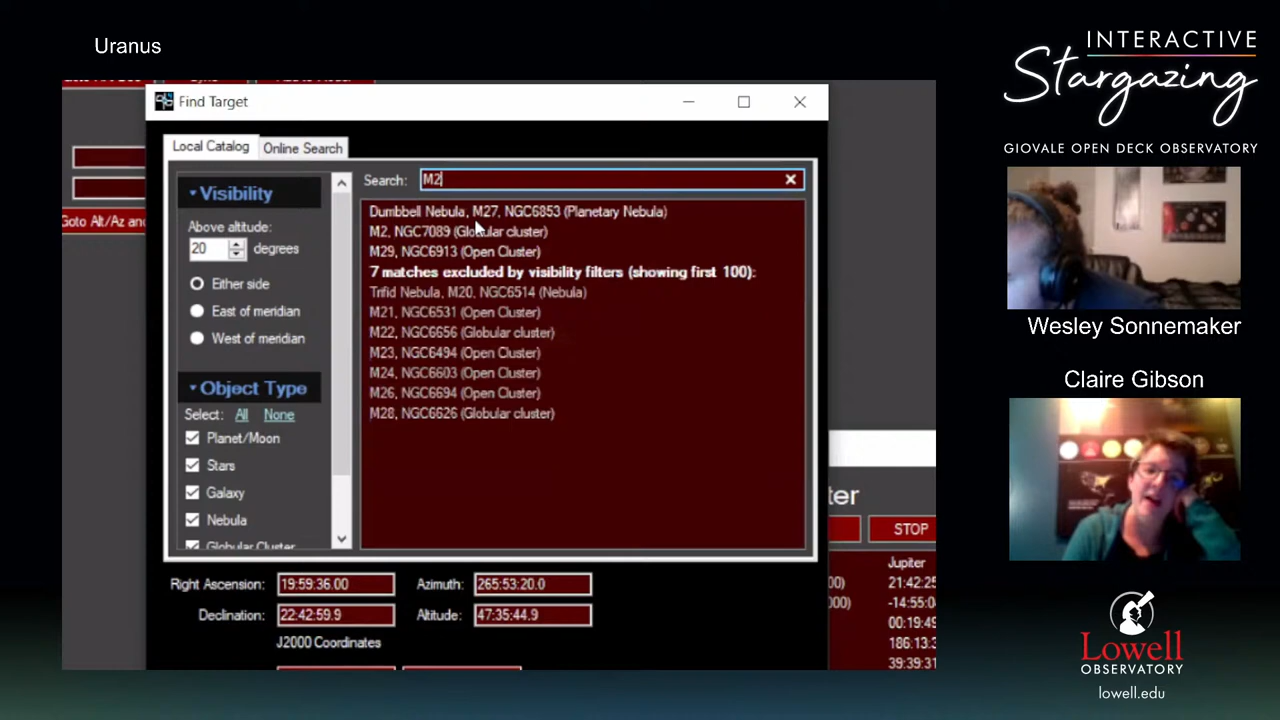 Uranus
INTERACTIVE
Stargazing
GIOVALE OPEN DECK OBSERVATORY
Find Target
Local Catalog
Online Search
Visibility
Above altitude:
20 degrees
Either side
East of meridian
West of meridian
Object Type
Select: All None
Planet/Moon
Stars
Galaxy
Nebula
Globular Cluster
Search: M2
Dumbbell Nebula, M27, NGC6853 (Planetary Nebula)
M2, NGC7089 (Globular cluster)
M29, NGC6913 (Open Cluster)
7 matches excluded by visibility filters (showing first 100):
Trifid Nebula, M20, NGC6514 (Nebula)
M21, NGC6531 (Open Cluster)
M22, NGC6656 (Globular cluster)
M23, NGC6494 (Open Cluster)
M24, NGC6603 (Open Cluster)
M26, NGC6694 (Open Cluster)
M28, NGC6626 (Globular cluster)
Right Ascension: 19:59:36.00 Azimuth: 265:53:20.0
Declination: 22:42:59.9 Altitude: 47:35:44.9
J2000 Coordinates
Goto Alt/Az and
STOP
Jupiter
21:42:25
-14:55:0
00:19:49
186:13:3
39:39:31
Wesley Sonnemaker
Claire Gibson
Lowell
OBSERVATORY
lowell.edu